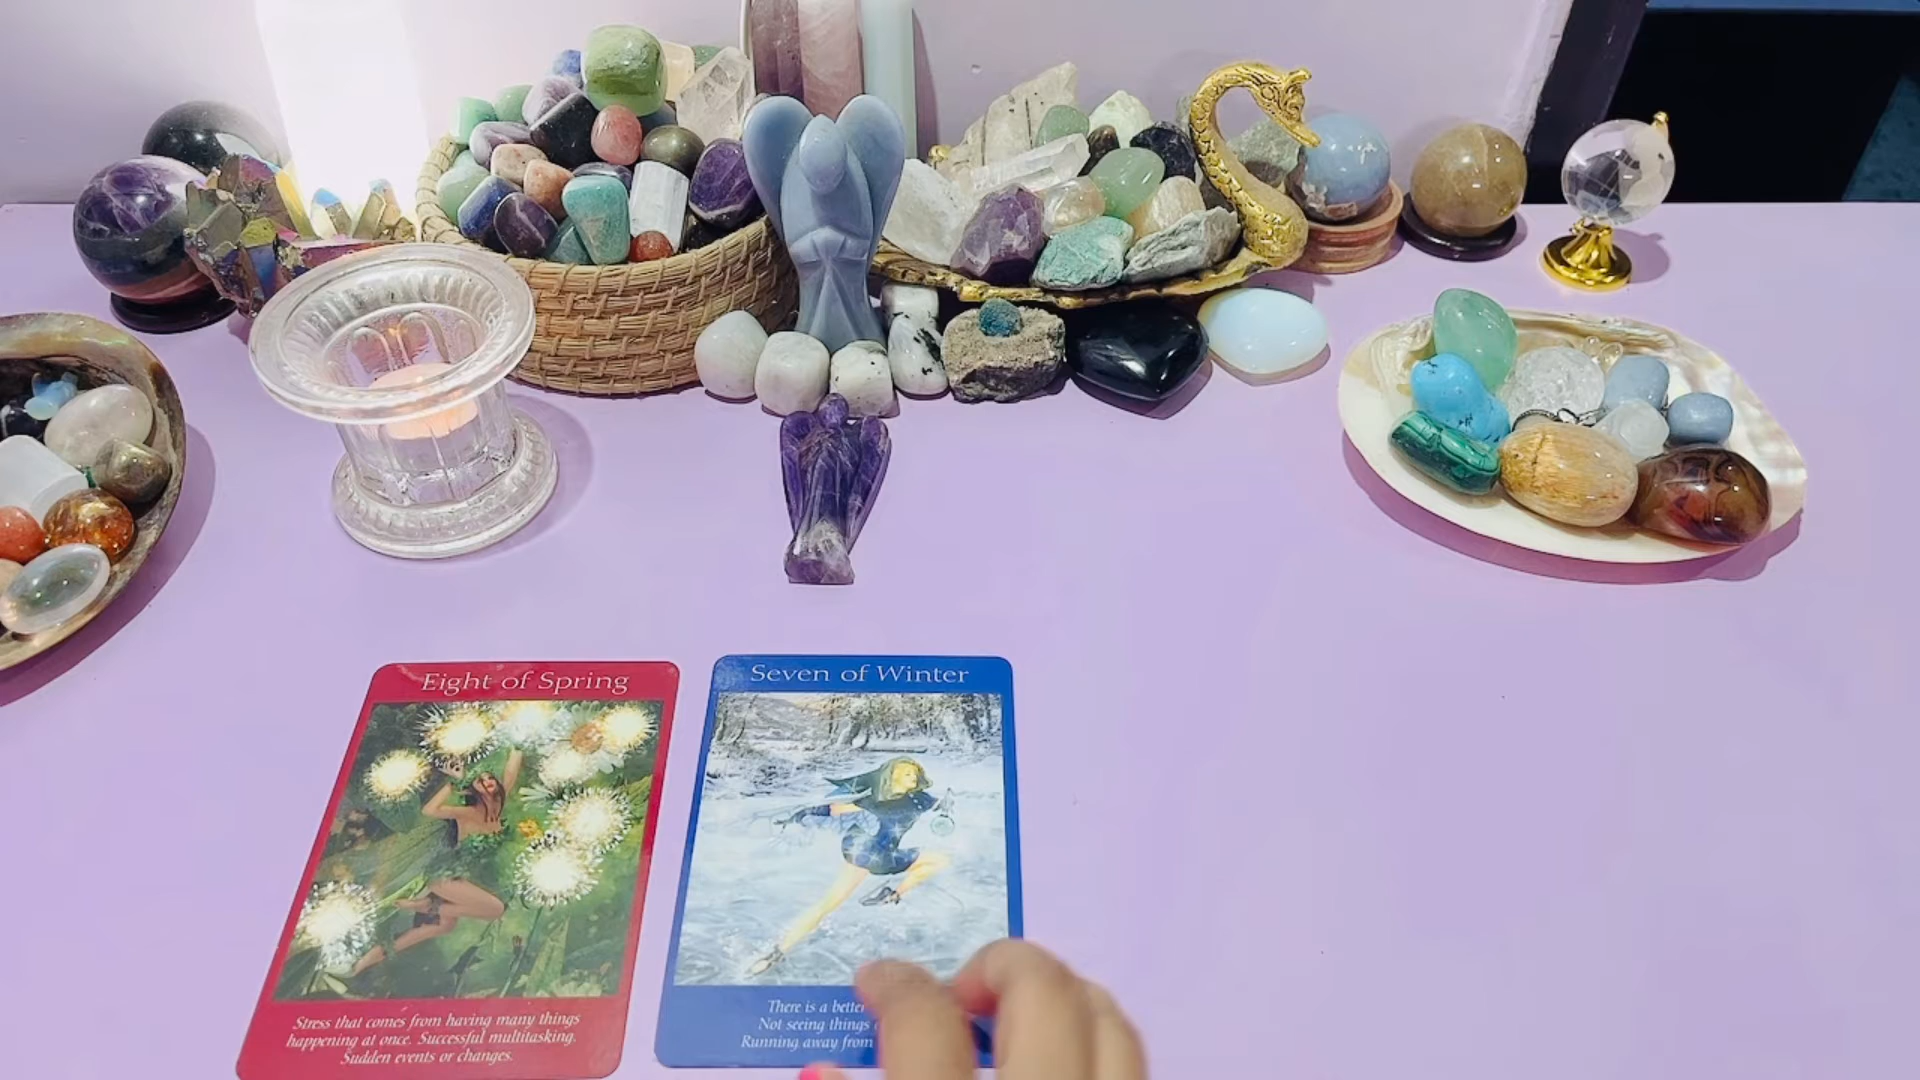 Eight of Spring
Stress that comes from having many things
happening at once. Successful multitasking.
Sudden events or changes.
Seven of Winter
There is a better
Not seeing things
Running away from